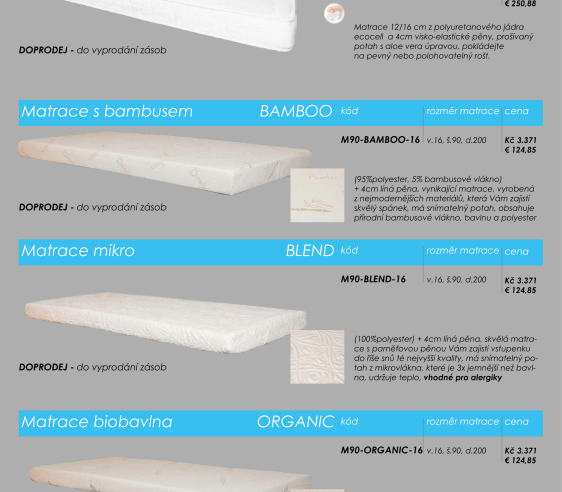 € 250,88
Matrace 12/16 cm z polyuretanového jádra
ecocell a 4cm visko-elastické pěny, prošívaný
potah s aloe vera úpravou, pokládejte
na pevný nebo polohovatelný rošt.
DOPRODEJ - do vyprodání zásob
Matrace s bambusem BAMBOO kód rozměr matrace cena
M90-BAMBOO-16 v.16, š.90, d.200 Kč 3.371
€ 124,85
(95%polyester, 5% bambusové vlákno)
+ 4cm líná pěna, vynikající matrace, vyrobená
z nejmodernějších materiálů, která Vám zajistí
skvělý spánek, má snímatelný potah, obsahuje
přírodní bambusové vlákno, bavlnu a polyester
DOPRODEJ - do vyprodání zásob
Matrace mikro BLEND kód rozměr matrace cena
M90-BLEND-16 v.16, š.90, d.200 Kč 3.371
€ 124,85
(100%polyester) + 4cm líná pěna, skvělá matra-
ce s paměťovou pěnou Vám zajistí vstupenku
do říše snů té nejvyšší kvality, má snímatelný po-
tah z mikrovlákna, které je 3x jemnější než bavl-
na, udržuje teplo, vhodné pro alergiky
DOPRODEJ - do vyprodání zásob
Matrace biobavlna ORGANIC kód rozměr matrace cena
M90-ORGANIC-16 v.16, š.90, d.200 Kč 3.371
€ 124,85